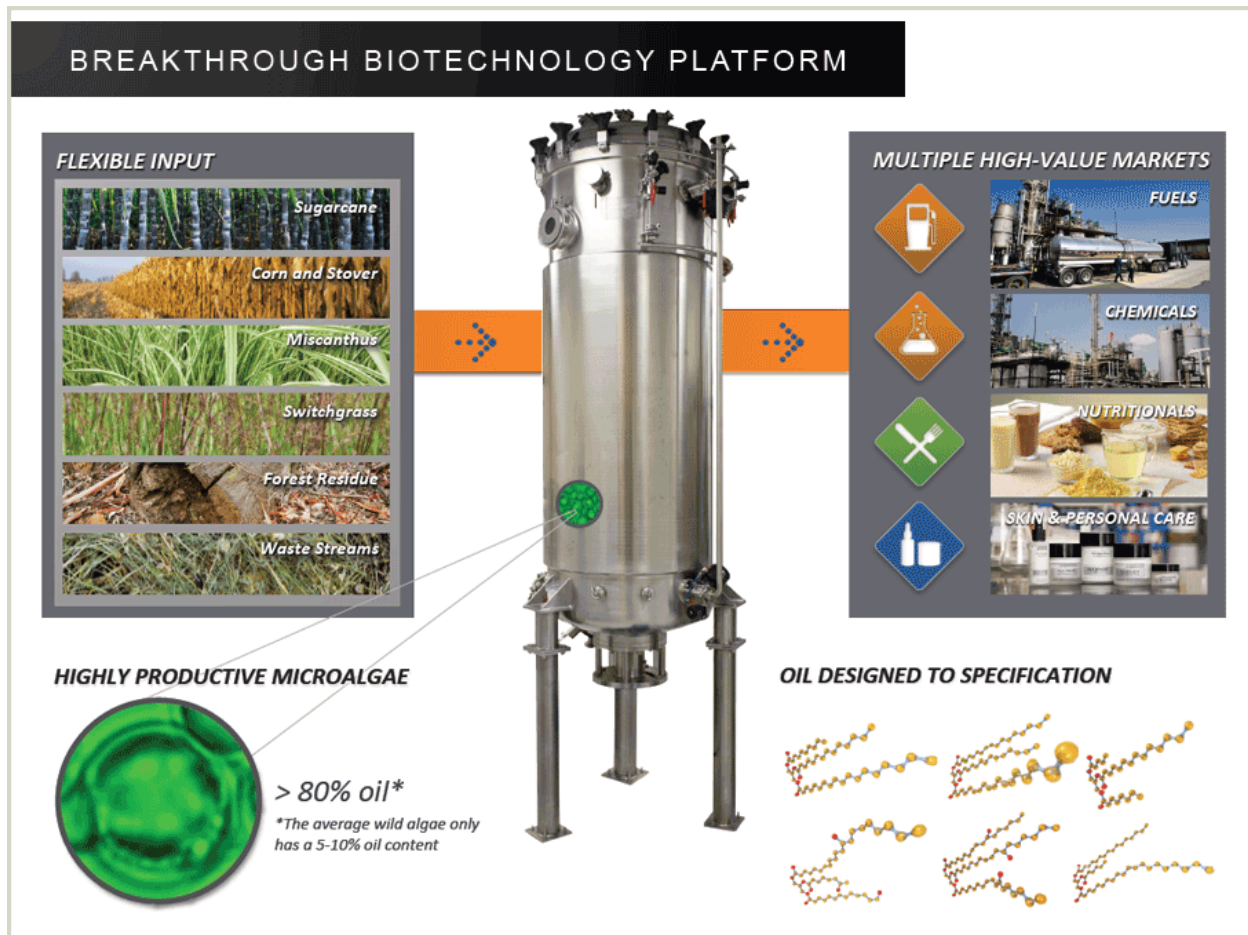 BREAKTHROUGH BIOTECHNOLOGY PLATFORM
FLEXIBLE INPUT
Sugarcane
Corn and Stover
Miscanthus
Switchgrass
Forest Residue
Waste Streams
MULTIPLE HIGH-VALUE MARKETS
FUELS
CHEMICALS
NUTRITIONALS
SKIN & PERSONAL CARE
HIGHLY PRODUCTIVE MICROALGAE
> 80% oil*
*The average wild algae only
has a 5-10% oil content
OIL DESIGNED TO SPECIFICATION